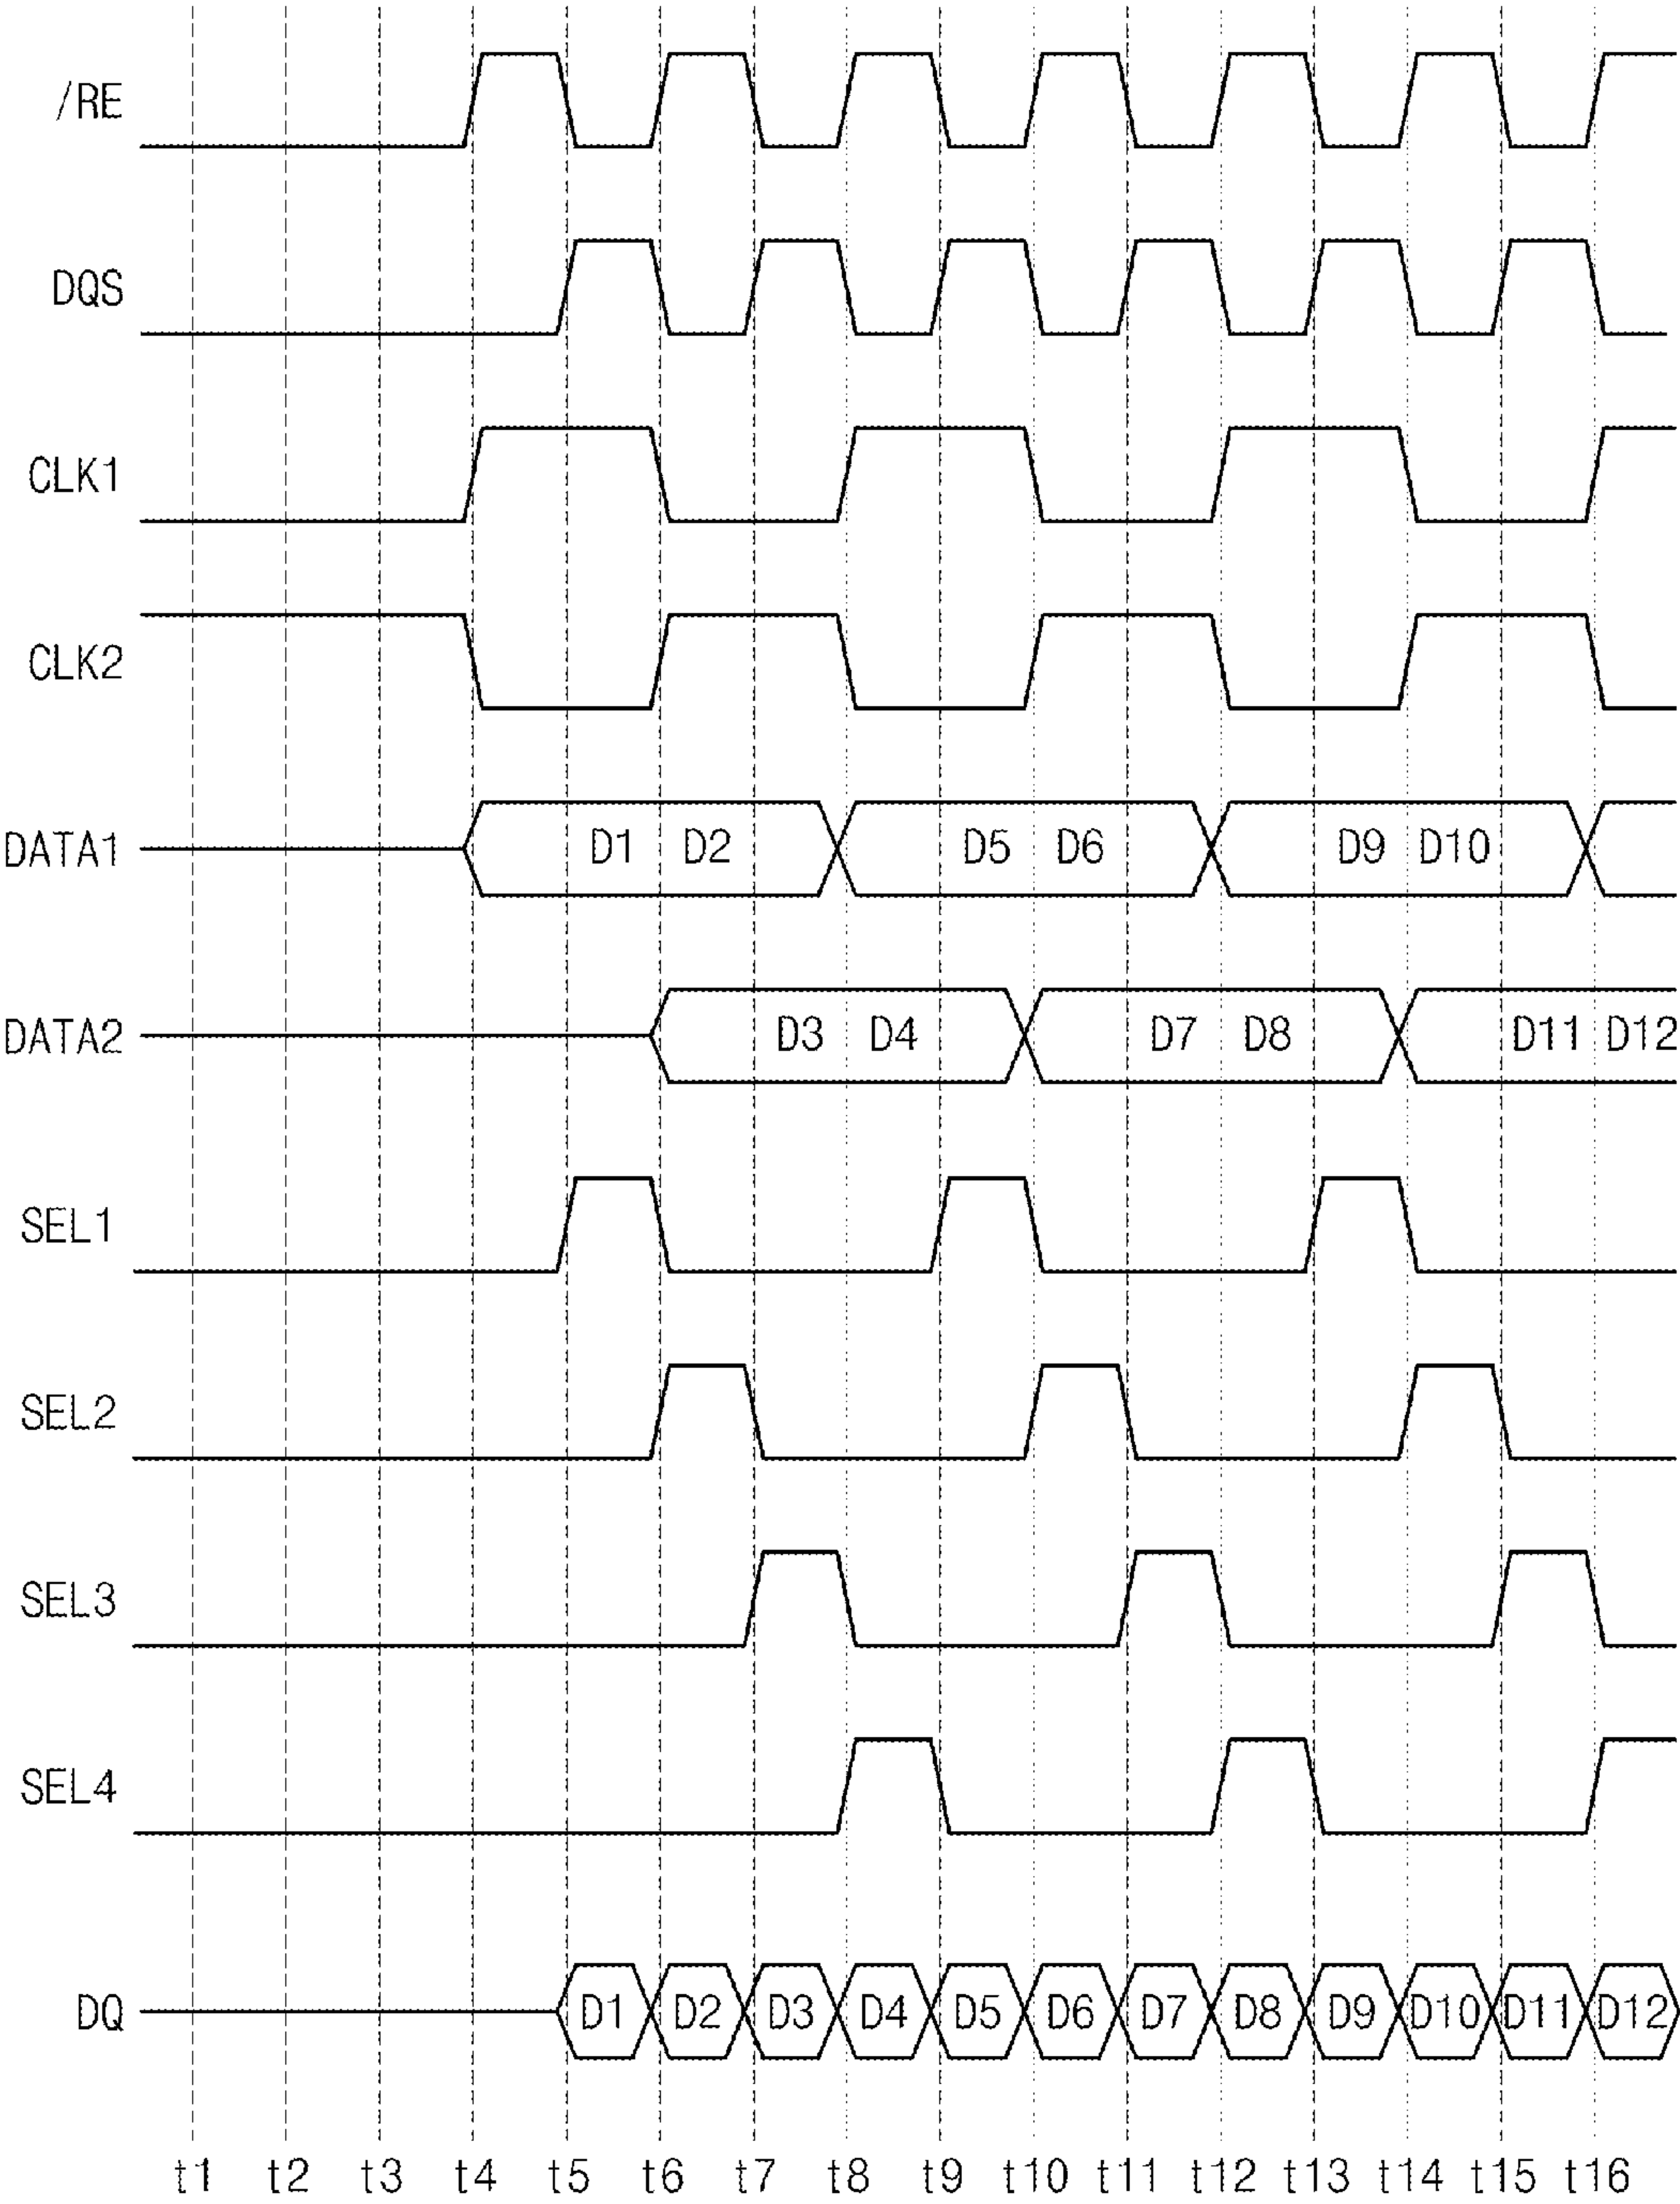 /RE
DQS
CLK1
CLK2
DATA1 D1 D2 D5 D6 D9 D10
DATA2 D3 D4 D7 D8 D11 D12
SEL1
SEL2
SEL3
SEL4
DQ D1 D2 D3 D4 D5 D6 D7 D8 D9 D10 D11 D12
t1 t2 t3 t4 t5 t6 t7 t8 t9 t10 t11 t12 t13 t14 t15 t16